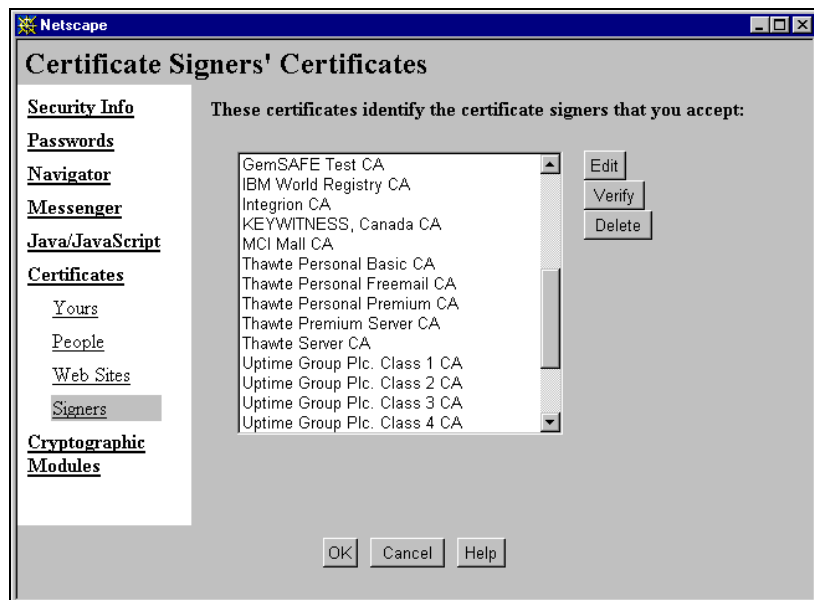 Netscape
Certificate Signers' Certificates
Security Info
Passwords
Navigator
Messenger
Java/JavaScript
Certificates
Yours
People
Web Sites
Signers
Cryptographic
Modules
These certificates identify the certificate signers that you accept:
GemSAFE Test CA
IBM World Registry CA
Integrion CA
KEYWITNESS, Canada CA
MCI Mall CA
Thawte Personal Basic CA
Thawte Personal Freemail CA
Thawte Personal Premium CA
Thawte Premium Server CA
Thawte Server CA
Uptime Group Plc. Class 1 CA
Uptime Group Plc. Class 2 CA
Uptime Group Plc. Class 3 CA
Uptime Group Plc. Class 4 CA
Edit
Verify
Delete
OK Cancel Help